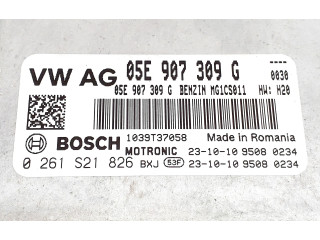 VW AG 05E 907 309 G ----
05E 907 309 G BENZIN MG1CS011 0030
HW: H20
BOSCH 1039T37058 Made in Romania
MOTRONIC 23-10-10 9508 0234
0 261 S21 826 BXJ 53F 23-10-10 9508 0234